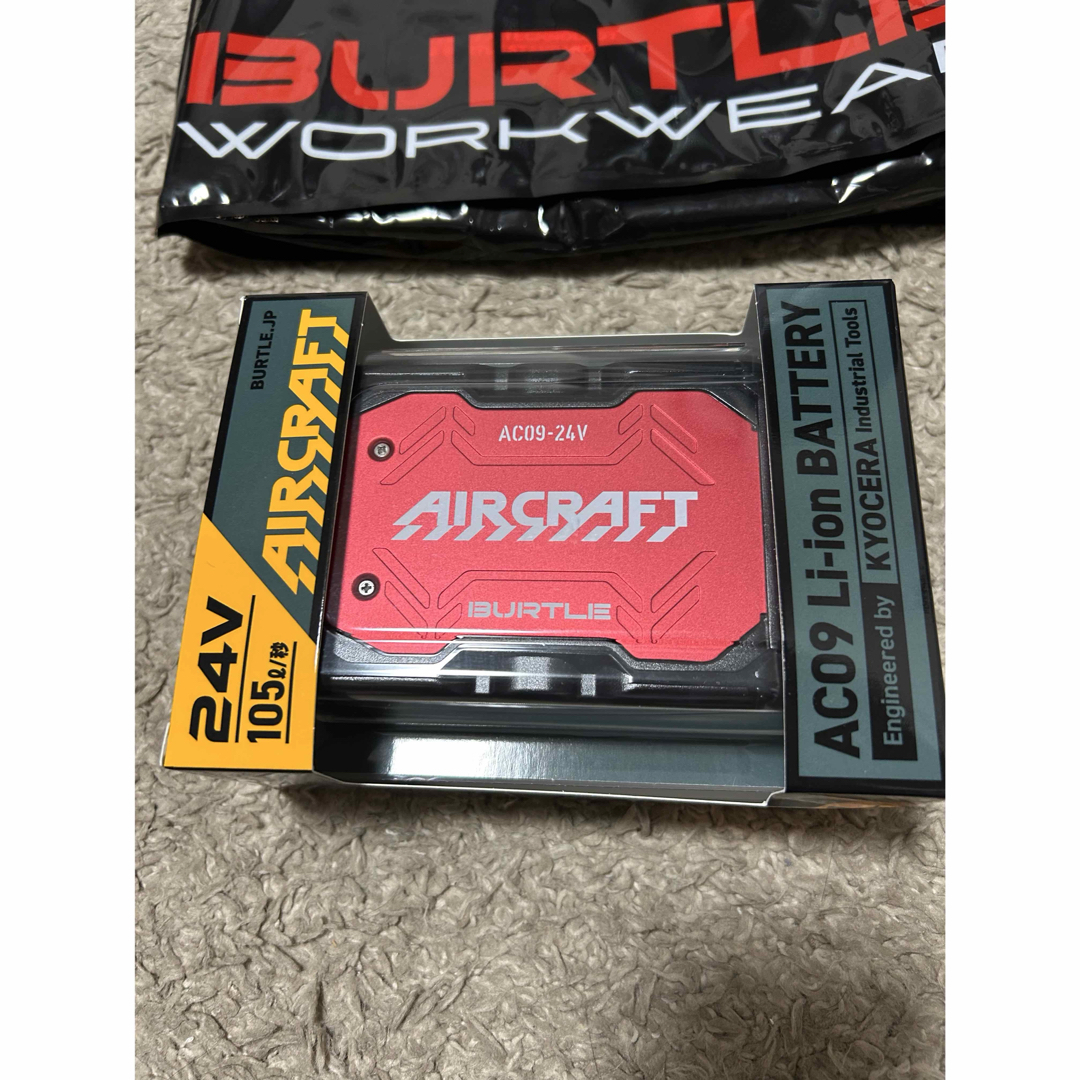 BURTLE
WORKWEA
BURTLE.JP
AIRCRAFT
24V
105ℓ/秒
AC09-24V
AIRCRAFT
BURTLE
AC09 Li-ion BATTERY
Engineered by KYOCERA Industrial Tools